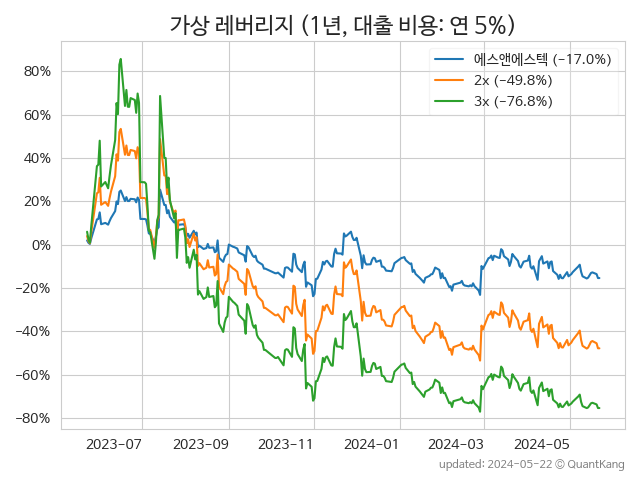 가상 레버리지 (1년, 대출 비용: 연 5%)
에스앤에스텍 (-17.0%)
2x (-49.8%)
3x (-76.8%)
80%
60%
40%
20%
0%
-20%
-40%
-60%
-80%
2023-07 2023-09 2023-11 2024-01 2024-03 2024-05
updated: 2024-05-22 © QuantKang